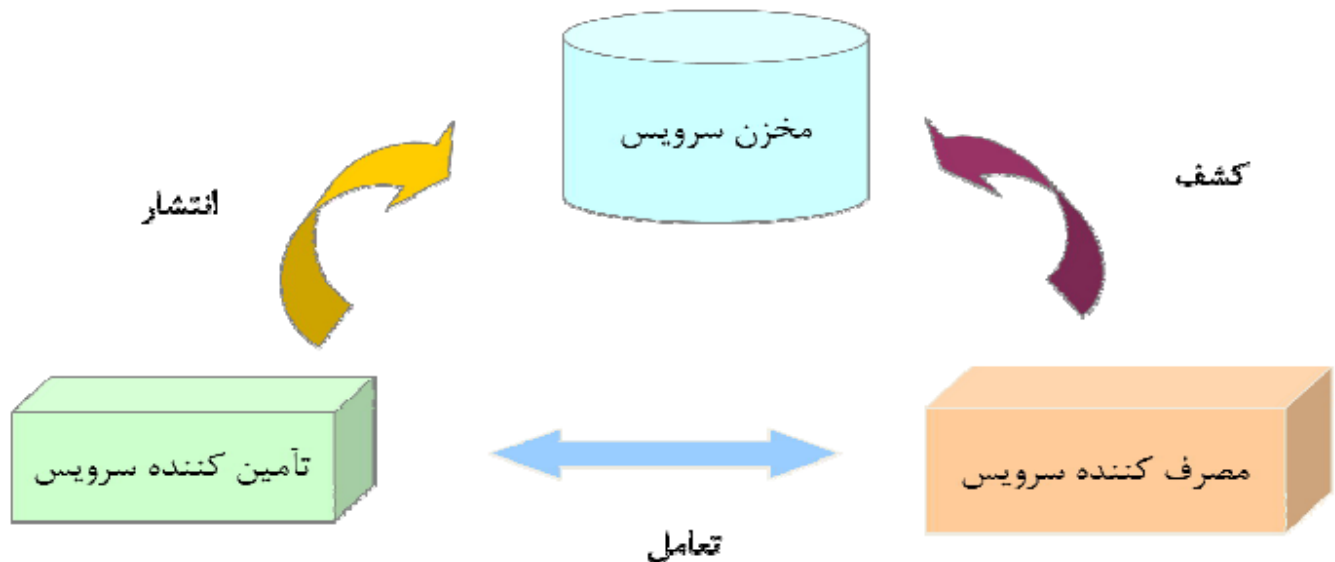 مخزن سرویس
کشف
انتشار
مصرف کننده سرویس
تأمین کننده سرویس
تعامل